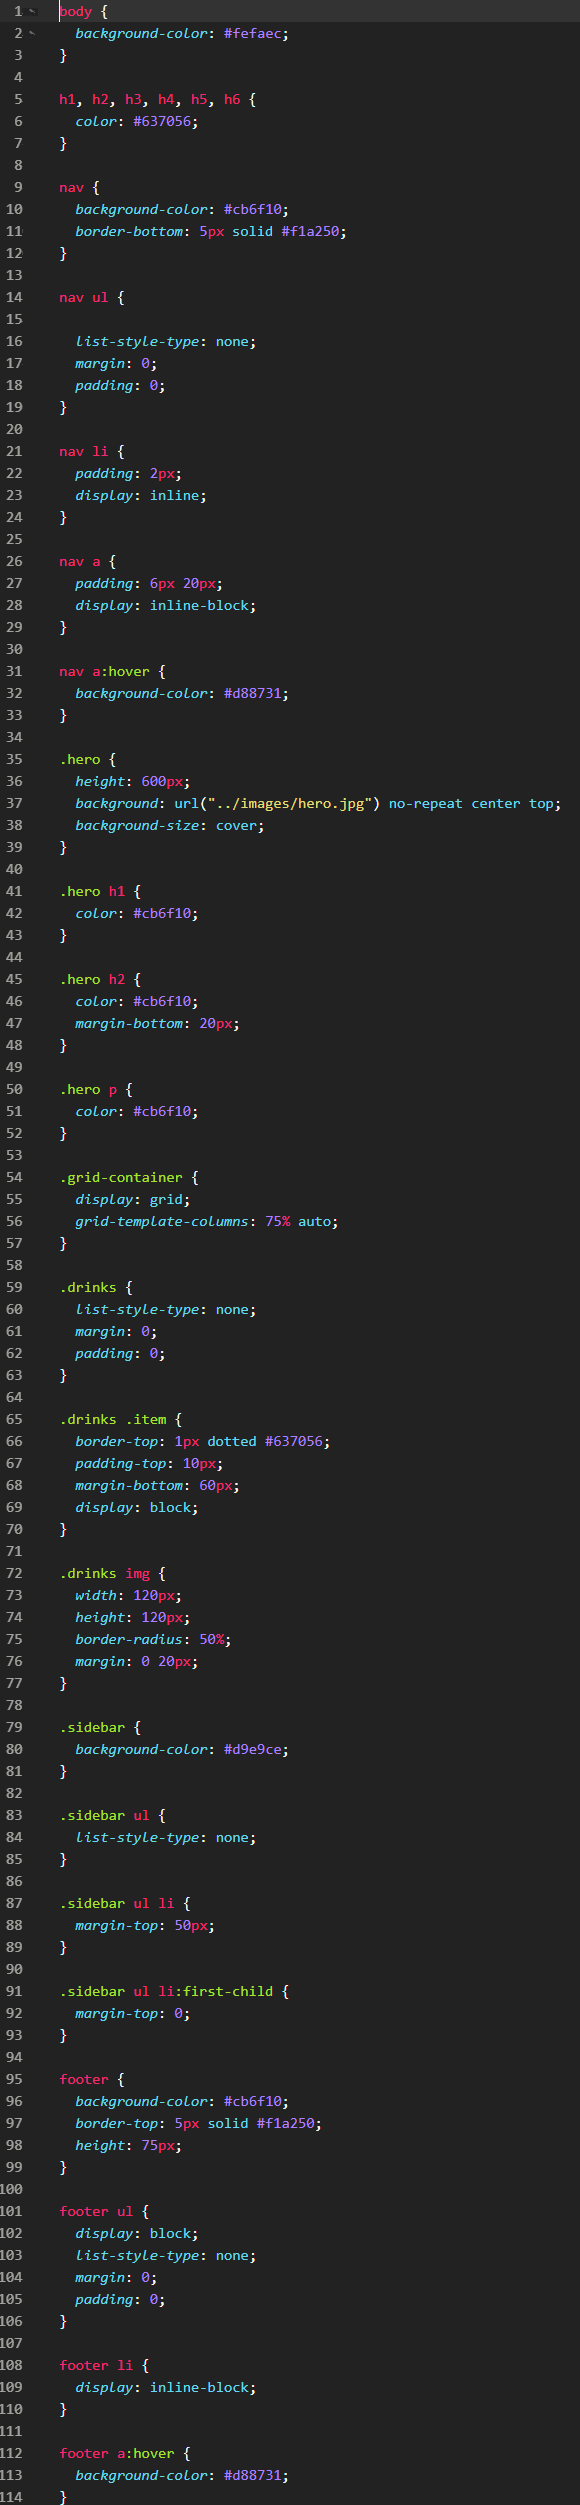 1 body {
2   background-color: #fefaec;
3 }
4
5 h1, h2, h3, h4, h5, h6 {
6   color: #637056;
7 }
8
9 nav {
10   background-color: #cb6f10;
11   border-bottom: 5px solid #f1a250;
12 }
13
14 nav ul {
15
16   list-style-type: none;
17   margin: 0;
18   padding: 0;
19 }
20
21 nav li {
22   padding: 2px;
23   display: inline;
24 }
25
26 nav a {
27   padding: 6px 20px;
28   display: inline-block;
29 }
30
31 nav a:hover {
32   background-color: #d88731;
33 }
34
35 .hero {
36   height: 600px;
37   background: url("../images/hero.jpg") no-repeat center top;
38   background-size: cover;
39 }
40
41 .hero h1 {
42   color: #cb6f10;
43 }
44
45 .hero h2 {
46   color: #cb6f10;
47   margin-bottom: 20px;
48 }
49
50 .hero p {
51   color: #cb6f10;
52 }
53
54 .grid-container {
55   display: grid;
56   grid-template-columns: 75% auto;
57 }
58
59 .drinks {
60   list-style-type: none;
61   margin: 0;
62   padding: 0;
63 }
64
65 .drinks .item {
66   border-top: 1px dotted #637056;
67   padding-top: 10px;
68   margin-bottom: 60px;
69   display: block;
70 }
71
72 .drinks img {
73   width: 120px;
74   height: 120px;
75   border-radius: 50%;
76   margin: 0 20px;
77 }
78
79 .sidebar {
80   background-color: #d9e9ce;
81 }
82
83 .sidebar ul {
84   list-style-type: none;
85 }
86
87 .sidebar ul li {
88   margin-top: 50px;
89 }
90
91 .sidebar ul li:first-child {
92   margin-top: 0;
93 }
94
95 footer {
96   background-color: #cb6f10;
97   border-top: 5px solid #f1a250;
98   height: 75px;
99 }
100
101 footer ul {
102   display: block;
103   list-style-type: none;
104   margin: 0;
105   padding: 0;
106 }
107
108 footer li {
109   display: inline-block;
110 }
111
112 footer a:hover {
113   background-color: #d88731;
114 }